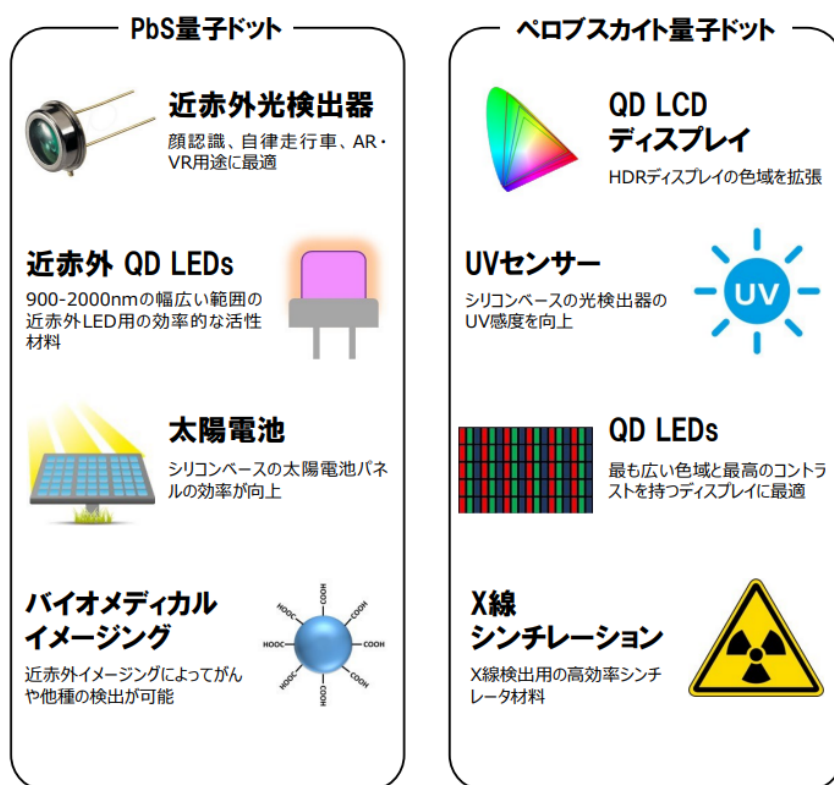 PbS量子ドット
近赤外光検出器
顔認識、自律走行車、AR・
VR用途に最適
近赤外 QD LEDs
900-2000nmの幅広い範囲の
近赤外LED用の効率的な活性
材料
太陽電池
シリコンベースの太陽電池パネ
ルの効率が向上
バイオメディカル
イメージング
近赤外イメージングによってがん
や他種の検出が可能
COOH
HOOC
COOH
HOOC
COOH
HOOC
COOH
COOH
ペロブスカイト量子ドット
QD LCD
ディスプレイ
HDRディスプレイの色域を拡張
UVセンサー
シリコンベースの光検出器の
UV感度を向上
UV
QD LEDs
最も広い色域と最高のコントラ
ストを持つディスプレイに最適
X線
シンチレーション
X線検出用の高効率シンチ
レータ材料